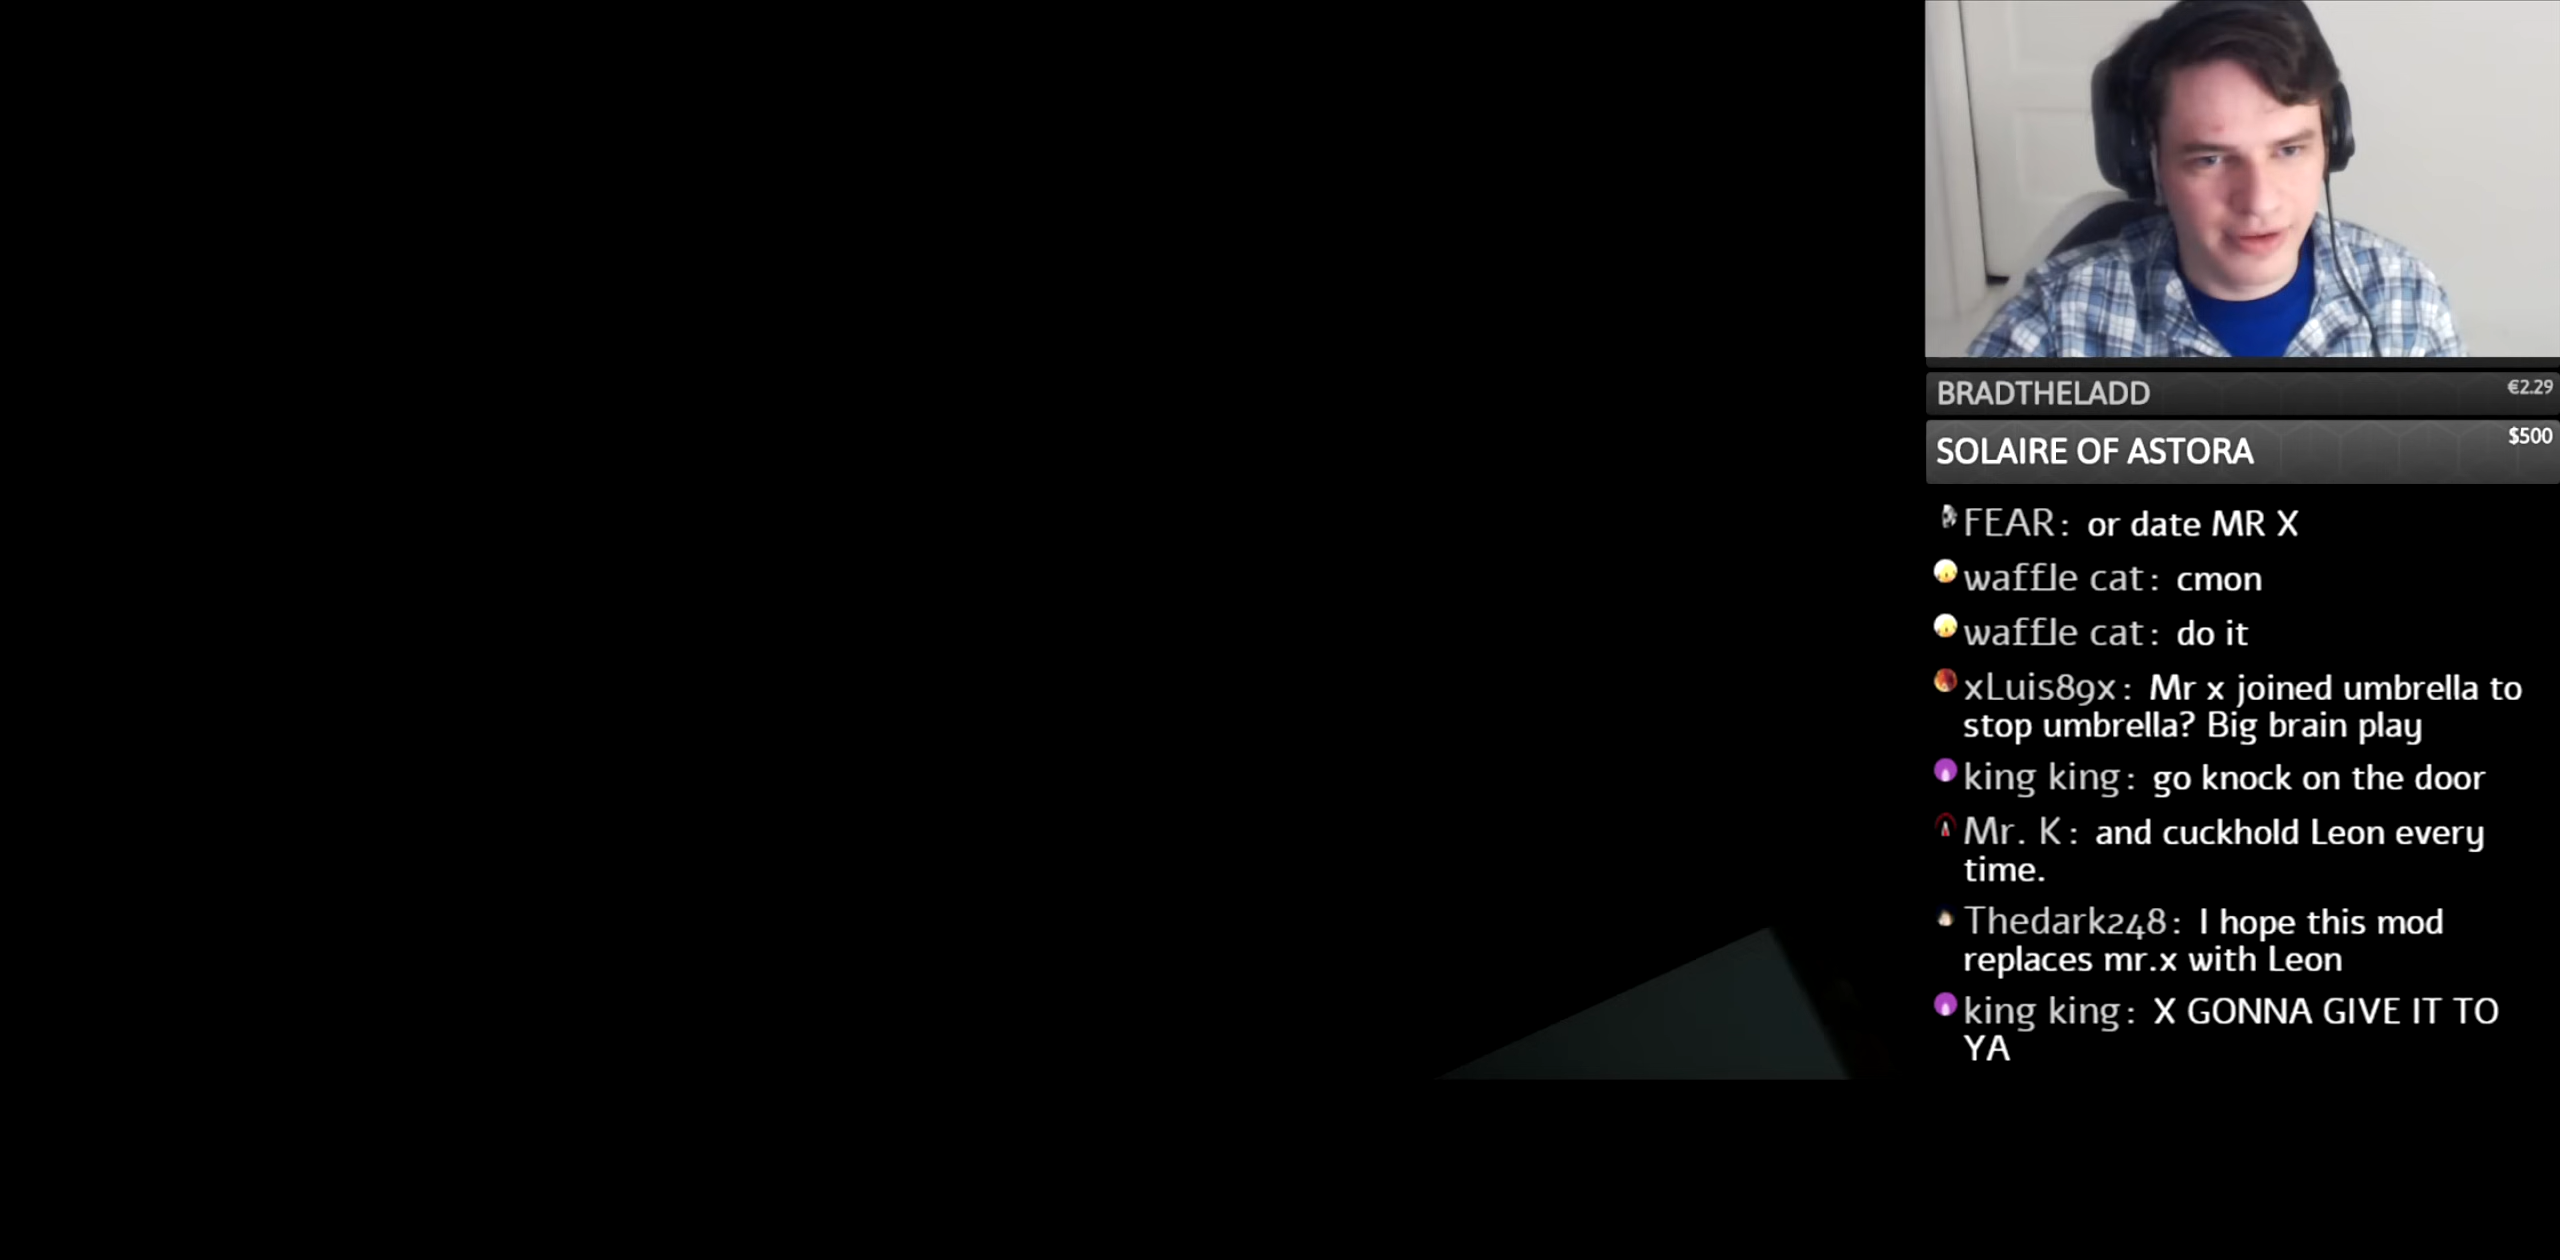 BRADTHELADD €2.29
SOLAIRE OF ASTORA $500
FEAR: or date MR X
waffle cat: cmon
waffle cat: do it
xLuis89x: Mr x joined umbrella to
stop umbrella? Big brain play
king king: go knock on the door
Mr. K: and cuckhold Leon every
time.
Thedark248: I hope this mod
replaces mr.x with Leon
king king: X GONNA GIVE IT TO
YA